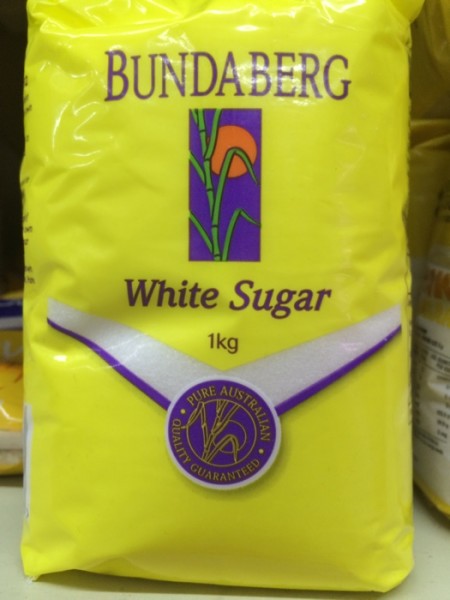 BUNDABERG
White Sugar
1kg
PURE AUSTRALIAN
QUALITY GUARANTEED